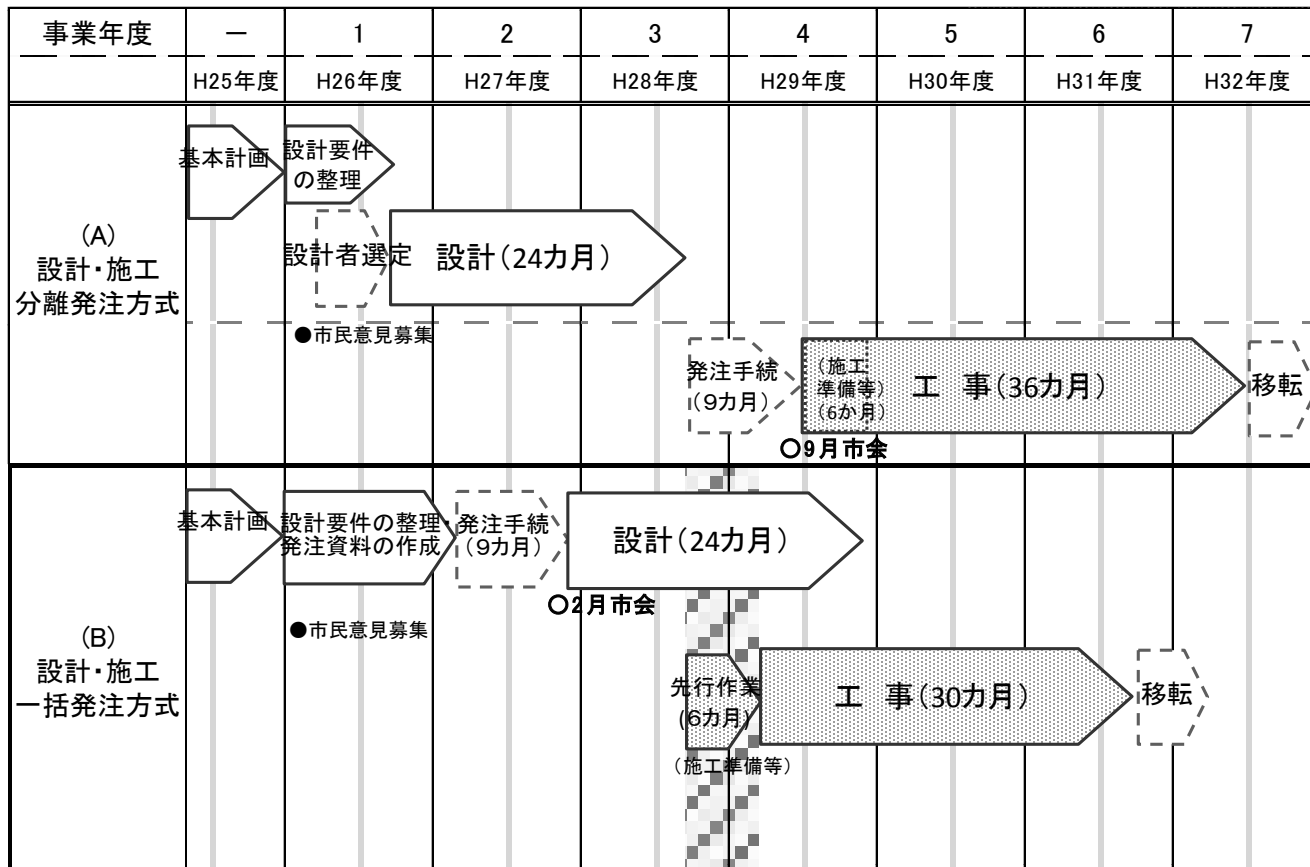 事業年度 － 1 2 3 4 5 6 7
H25年度 H26年度 H27年度 H28年度 H29年度 H30年度 H31年度 H32年度
(A)
設計・施工
分離発注方式
基本計画
設計要件
の整理
設計者選定
設計(24カ月)
●市民意見募集
発注手続
(9カ月)
(施工
準備等)
(6か月)
工 事(36カ月)
移転
○9月市会
(B)
設計・施工
一括発注方式
基本計画
設計要件の整理・
発注資料の作成
発注手続
(9カ月)
設計(24カ月)
○2月市会
●市民意見募集
先行作業
(6カ月)
(施工準備等)
工 事(30カ月)
移転